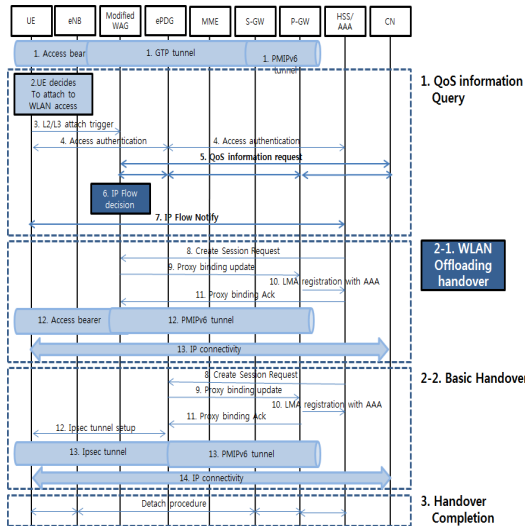 UE
eNB
Modified
WAG
ePDG
MME
S-GW
P-GW
HSS/
AAA
CN
1. Access bear
1. GTP tunnel
1. PMIPv6
tunnel
2.UE decides
To attach to
WLAN access
3. L2/L3 attach trigger
4. Access authentication
4. Access authentication
5. QoS information request
6. IP Flow
decision
7. IP Flow Notify
1. QoS information
Query
8. Create Session Request
9. Proxy binding update
10. LMA registration with AAA
11. Proxy binding Ack
12. Access bearer
12. PMIPv6 tunnel
13. IP connectivity
2-1. WLAN
Offloading
handover
8. Create Session Request
9. Proxy binding update
10. LMA registration with AAA
11. Proxy binding Ack
12. Ipsec tunnel setup
13. Ipsec tunnel
13. PMIPv6 tunnel
14. IP connectivity
2-2. Basic Handover
Detach procedure
3. Handover
Completion